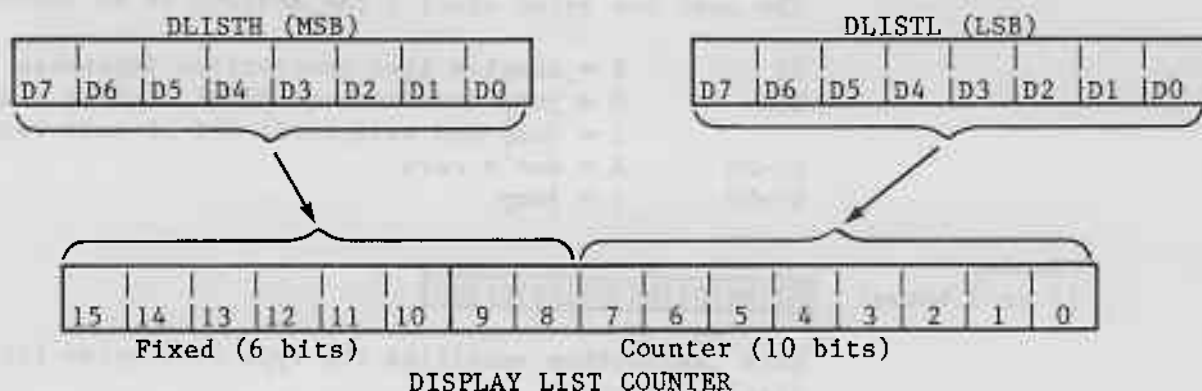 DLISTH (MSB) DLISTL (LSB)
D7 D6 D5 D4 D3 D2 D1 D0 D7 D6 D5 D4 D3 D2 D1 D0
15 14 13 12 11 10 9 8 7 6 5 4 3 2 1 0
Fixed (6 bits) Counter (10 bits)
DISPLAY LIST COUNTER